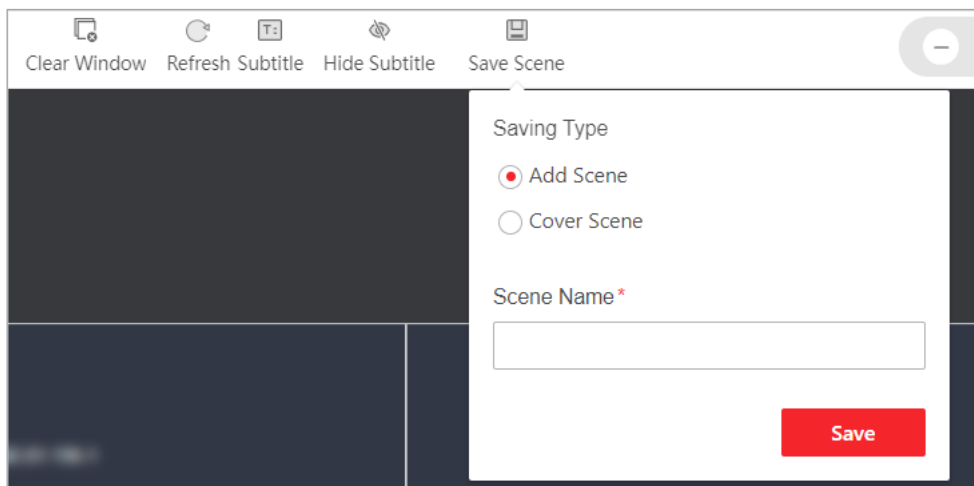 Clear Window Refresh Subtitle Hide Subtitle Save Scene
Saving Type
Add Scene
Cover Scene
Scene Name*
Save